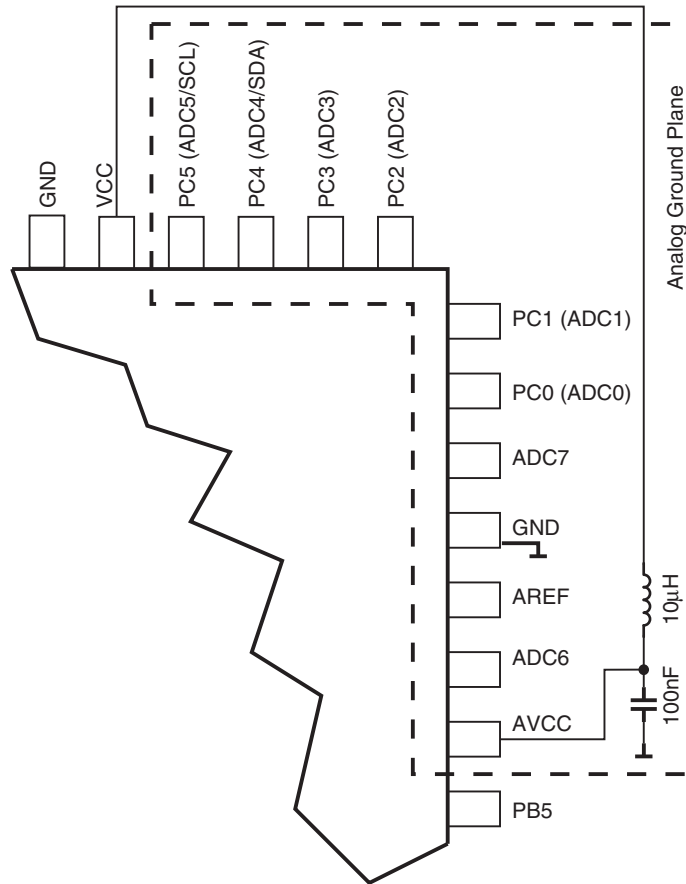 GND
VCC
PC5 (ADC5/SCL)
PC4 (ADC4/SDA)
PC3 (ADC3)
PC2 (ADC2)
Analog Ground Plane
PC1 (ADC1)
PC0 (ADC0)
ADC7
GND
AREF
10μH
ADC6
100nF
AVCC
PB5